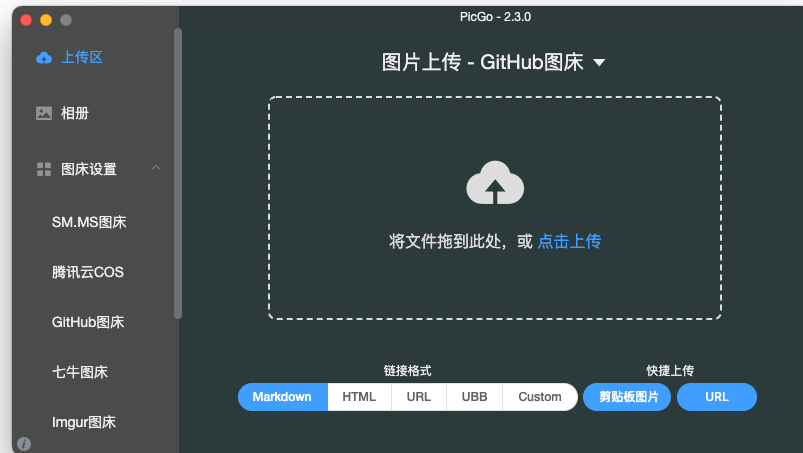 PicGo - 2.3.0
上传区
相册
图床设置
SM.MS图床
腾讯云COS
GitHub图床
七牛图床
Imgur图床
图片上传 - GitHub图床
将文件拖到此处，或 点击上传
链接格式
Markdown HTML URL UBB Custom
快捷上传
剪贴板图片 URL